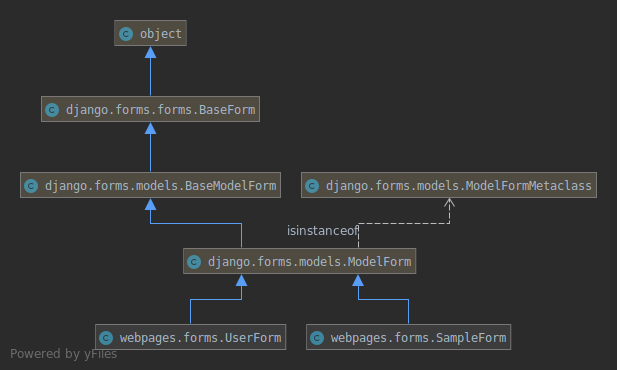 C object
C django.forms.forms.BaseForm
C django.forms.models.BaseModelForm
C django.forms.models.ModelFormMetaclass
isinstanceof
C django.forms.models.ModelForm
C webpages.forms.UserForm
C webpages.forms.SampleForm
Powered by yFiles